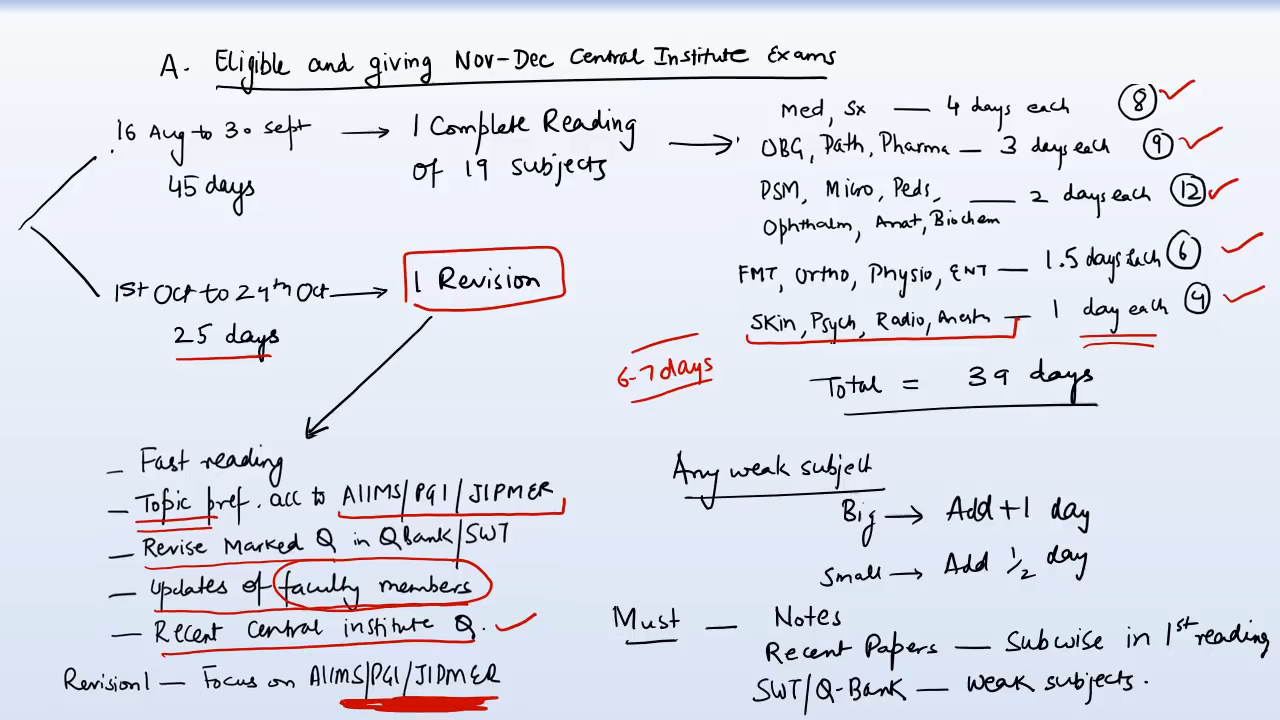 A. Eligible and giving Nov-Dec Central Institute Exams
16 Aug to 30 sept
45 days
1 Complete Reading
of 19 subjects
Med, Sx — 4 days each 8
OBG, Path, Pharma — 3 days each 9
PSM, Micro, Peds, — 2 days each 12
Ophthalm, Anat, Biochem
FMT, Ortho, Physio, ENT — 1.5 days Each 6
Skin, Psych, Radio, Anesth — 1 day each 4
6-7 days
Total = 39 days
1st Oct to 24th Oct
25 days
1 Revision
— Fast reading
— Topic pref. acc to AIIMS/PGI/JIPMER
— Revise Marked Q in QBank/SWT
— Updates of faculty members
— Recent Central institute Q.
Revision 1 — Focus on AIIMS/PGI/JIPMER
Any weak subject
Big → Add +1 day
Small → Add 1/2 day
Must — Notes
Recent Papers — Subwise in 1st reading
SWT/Q-Bank — weak subjects.